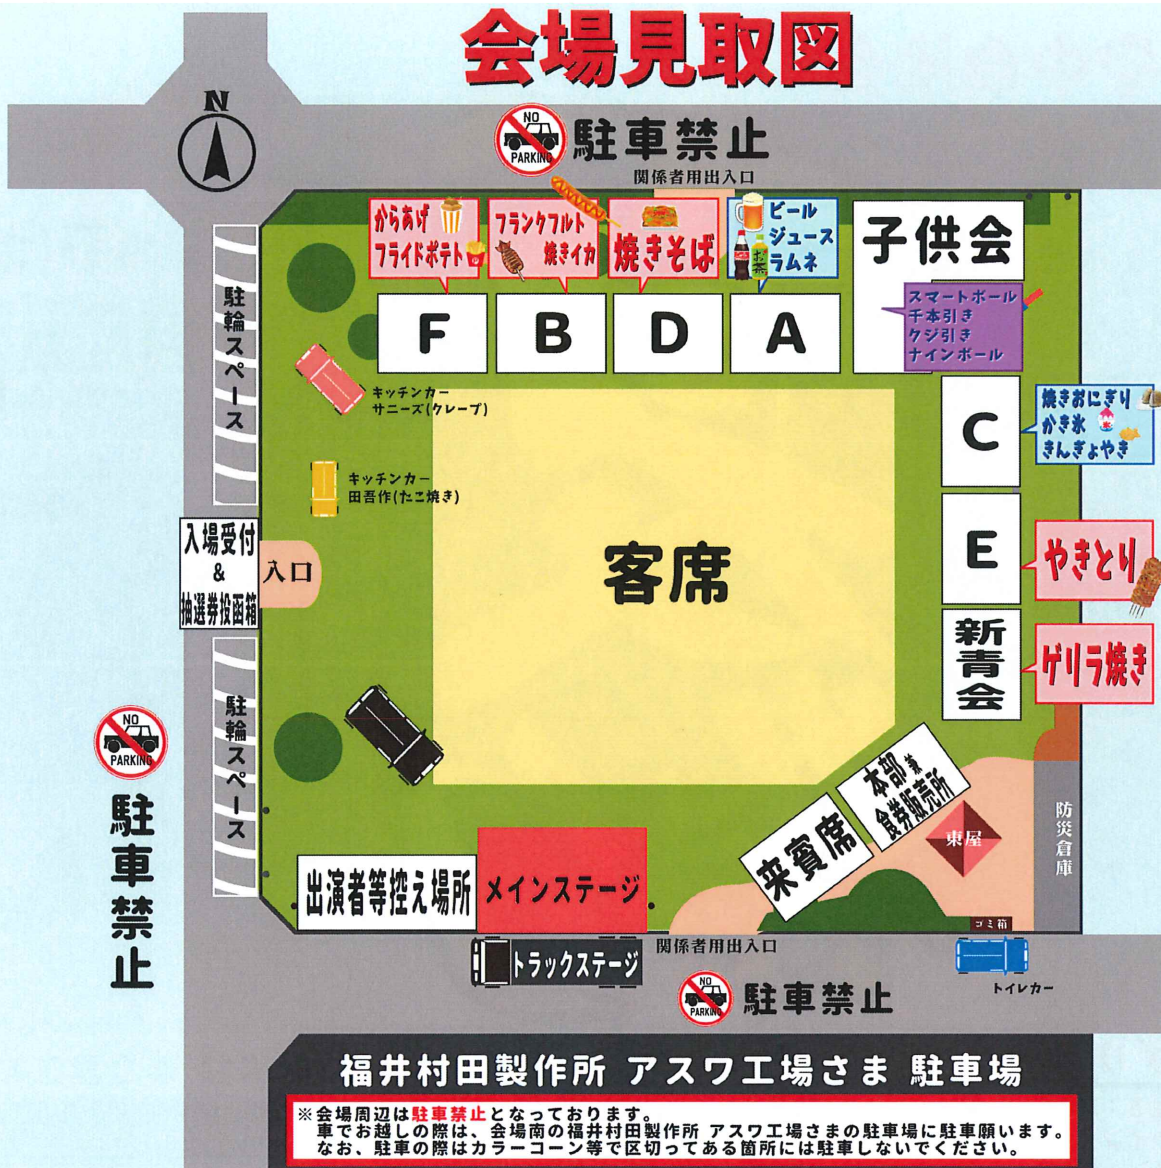 会場見取図
N
NO
PARKING
駐車禁止
関係者用出入口
からあげ
フライドポテト
フランクフルト
焼きイカ
焼きそば
お茶
ビール
ジュース
ラムネ
子供会
スマートボール
千本引き
クジ引き
ナインボール
F
B
D
A
駐輪スペース
キッチンカー
サニーズ(クレープ)
キッチンカー
田吾作(たこ焼き)
C
焼きおにぎり
かき氷
きんぎょやき
入場受付
&
抽選券投函箱
入口
客席
E
やきとり
新青会
ゲリラ焼き
駐輪スペース
NO
PARKING
駐車禁止
本部兼
食券販売所
来賓席
東屋
防災倉庫
ゴミ箱
出演者等控え場所
メインステージ
トラックステージ
関係者用出入口
NO
PARKING
駐車禁止
トイレカー
福井村田製作所 アスワ工場さま 駐車場
※会場周辺は駐車禁止となっております。
車でお越しの際は、会場南の福井村田製作所 アスワ工場さまの駐車場に駐車願います。
なお、駐車の際はカラーコーン等で区切ってある箇所には駐車しないでください。